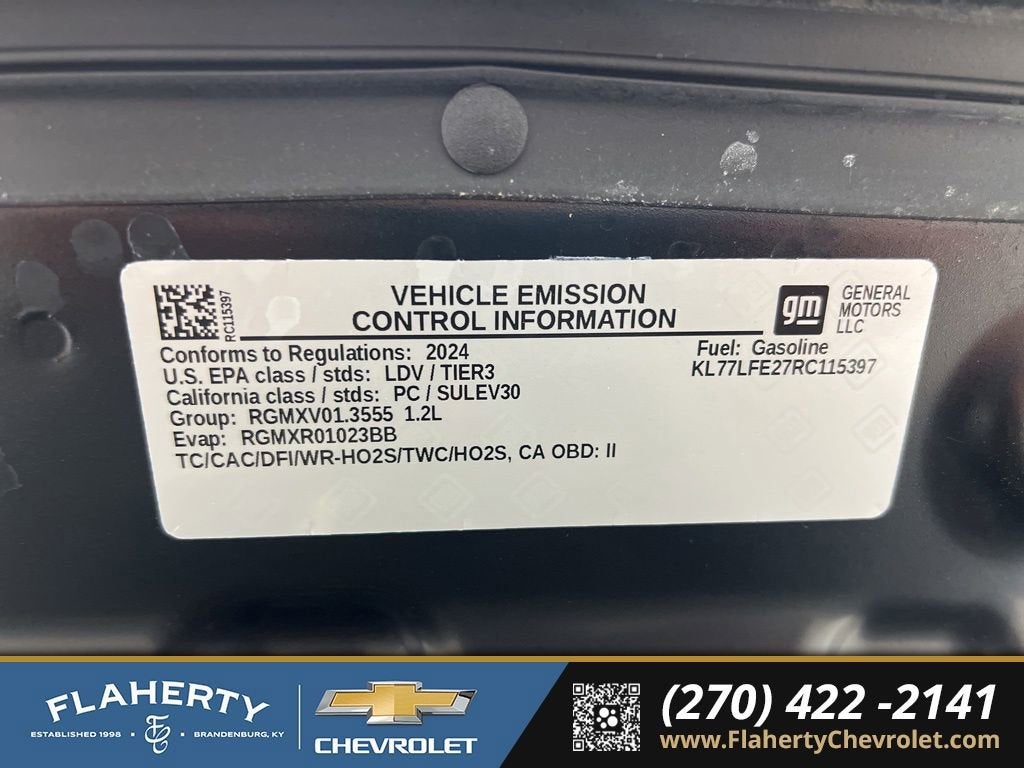 RC115397
VEHICLE EMISSION
CONTROL INFORMATION
gm
GENERAL
MOTORS
LLC
Conforms to Regulations: 2024
U.S. EPA class / stds: LDV / TIER3
California class / stds: PC / SULEV30
Group: RGMXV01.3555 1.2L
Evap: RGMXR01023BB
TC/CAC/DFI/WR-HO2S/TWC/HO2S, CA OBD: II
Fuel: Gasoline
KL77LFE27RC115397
FLAHERTY
ESTABLISHED 1998 • • BRANDENBURG, KY
CHEVROLET
(270) 422 -2141
www.FlahertyChevrolet.com